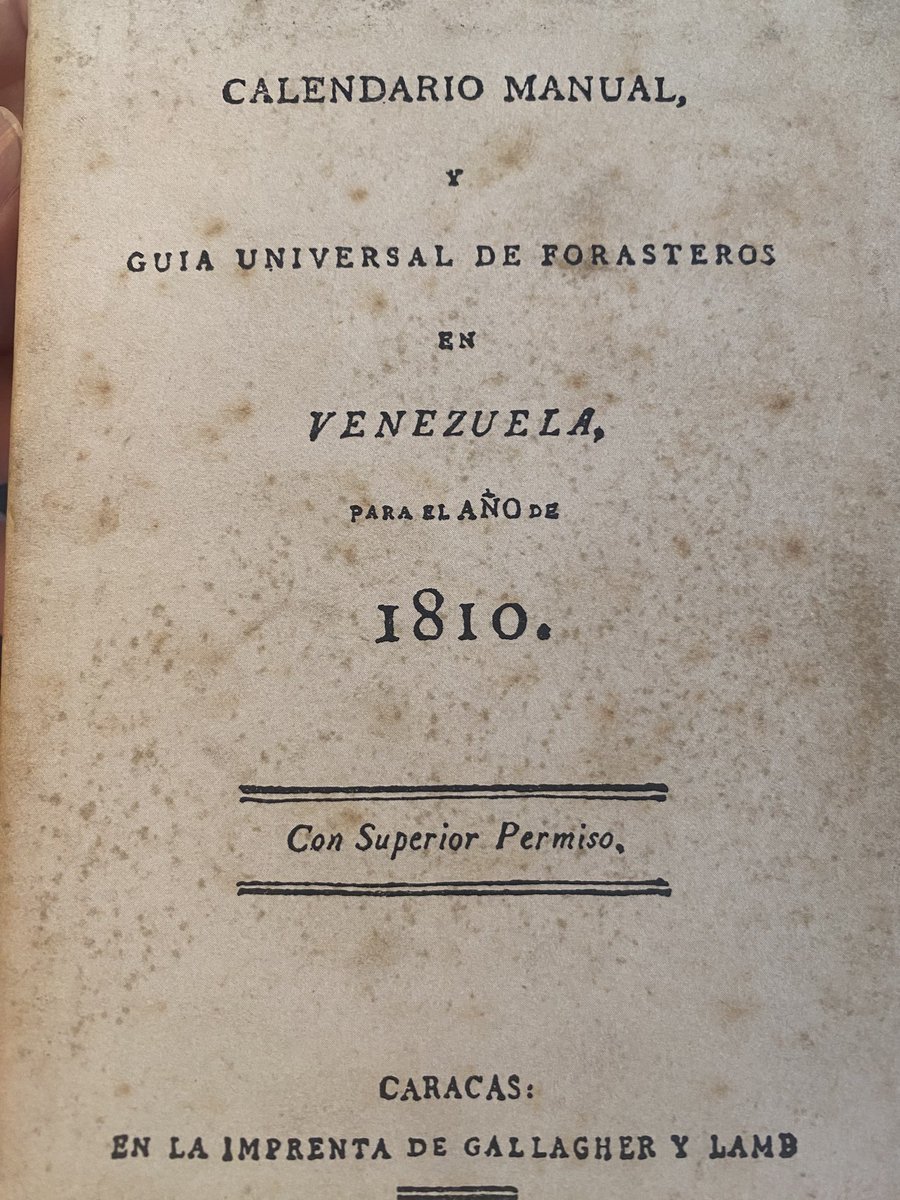 CALENDARIO MANUAL,
Y
GUIA UNIVERSAL DE FORASTEROS
EN
VENEZUELA,
PARA EL AÑO DE
1810.
Con Superior Permiso.
CARACAS:
EN LA IMPRENTA DE GALLAGHER Y LAMB